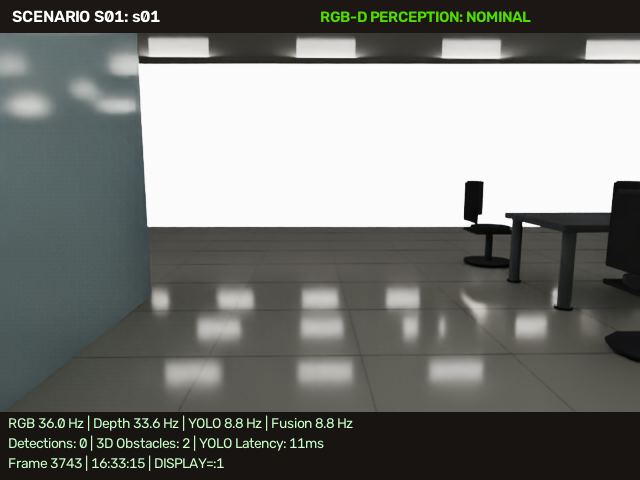 SCENARIO S01: s01
RGB-D PERCEPTION: NOMINAL
RGB 36.0 Hz | Depth 33.6 Hz | YOLO 8.8 Hz | Fusion 8.8 Hz
Detections: 0 | 3D Obstacles: 2 | YOLO Latency: 11ms
Frame 3743 | 16:33:15 | DISPLAY=:1